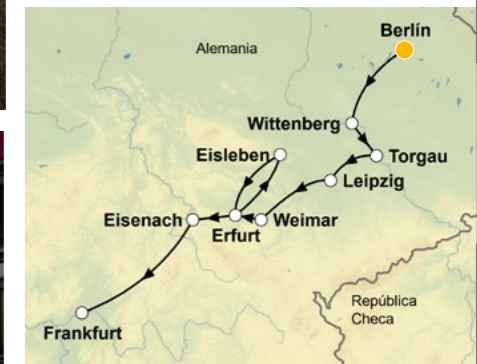 Berlín
Alemania
Wittenberg
Eisleben
Torgau
Leipzig
Eisenach
Erfurt
Weimar
República
Checa
Frankfurt